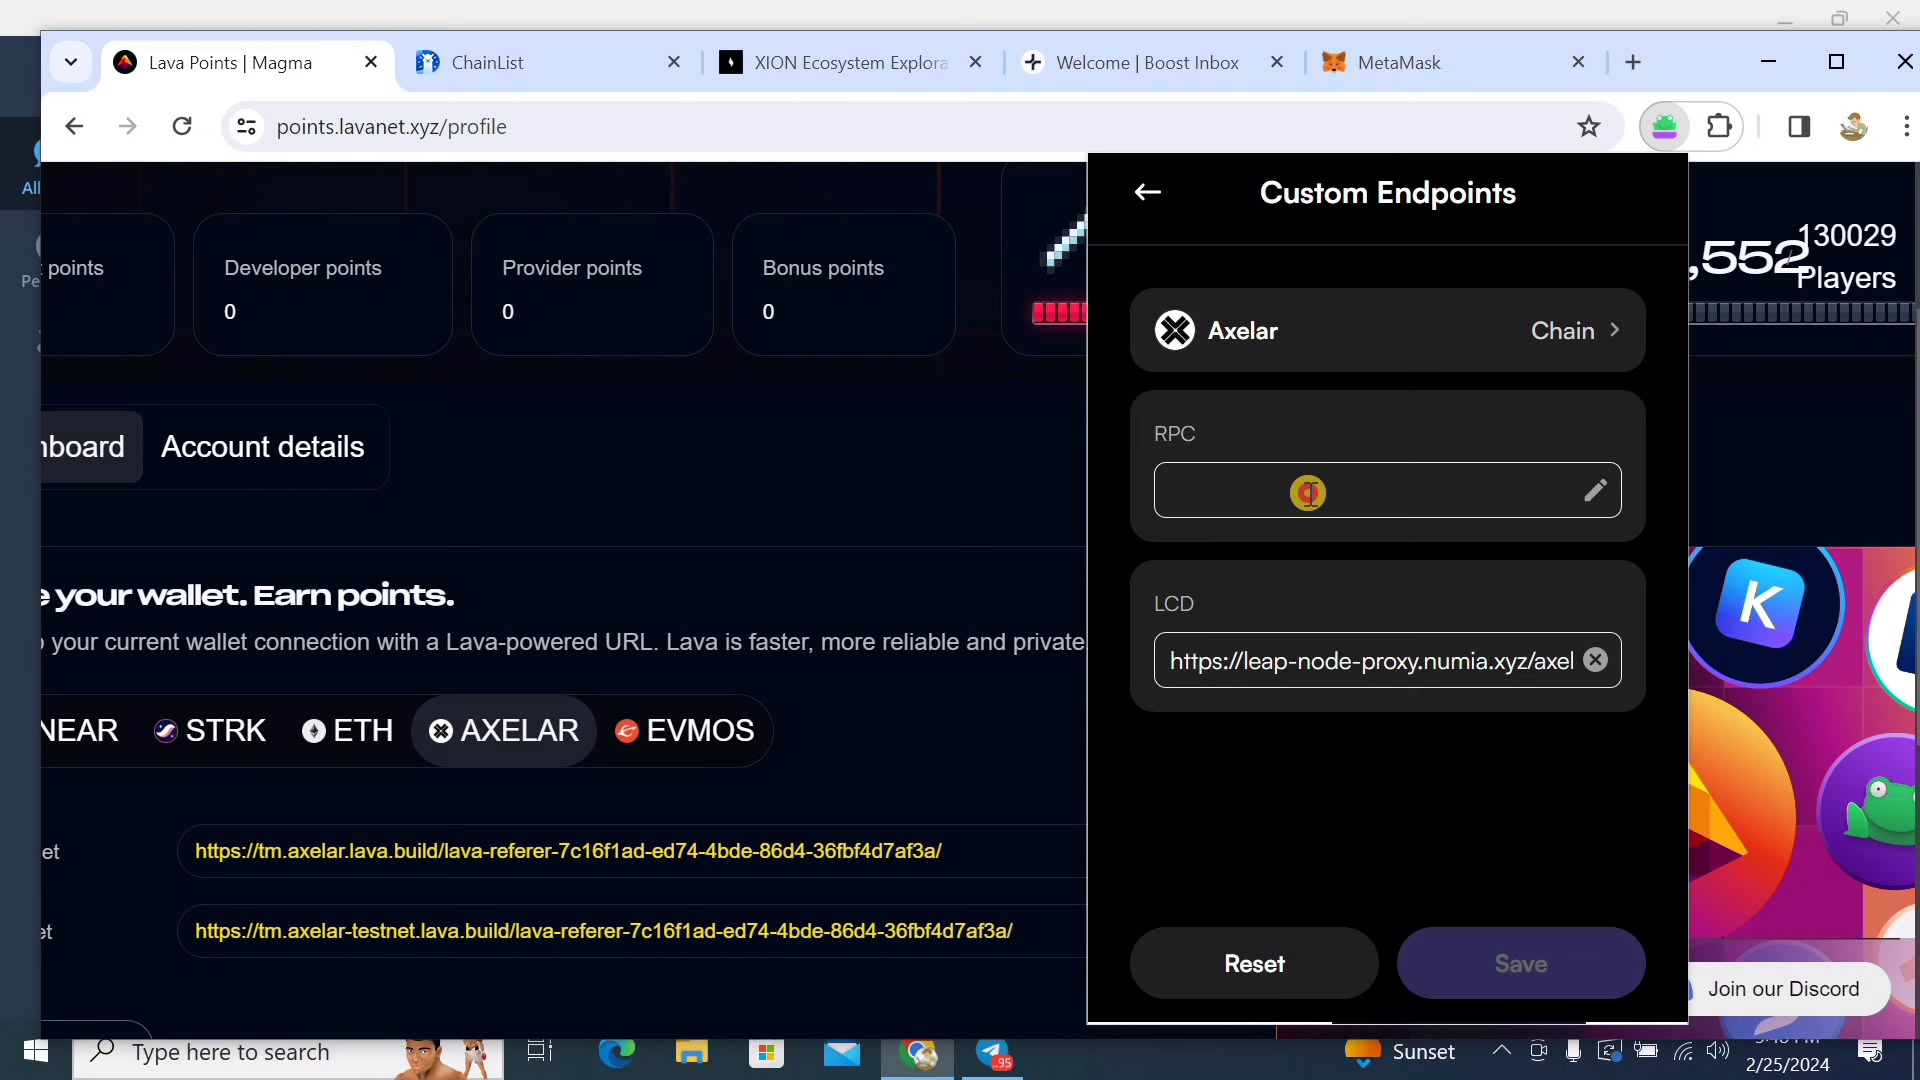 Lava Points | Magma
ChainList
XION Ecosystem Explora
Welcome | Boost Inbox
MetaMask
points.lavanet.xyz/profile
All
Pe
points
Developer points
0
Provider points
0
Bonus points
0
,552
130029
/
Players
Custom Endpoints
Axelar
Chain
RPC
LCD
https://leap-node-proxy.numia.xyz/axel
Reset
Save
board
Account details
e your wallet. Earn points.
your current wallet connection with a Lava-powered URL. Lava is faster, more reliable and private.
NEAR
STRK
ETH
AXELAR
EVMOS
et
https://tm.axelar.lava.build/lava-referer-7c16f1ad-ed74-4bde-86d4-36fbf4d7af3a/
et
https://tm.axelar-testnet.lava.build/lava-referer-7c16f1ad-ed74-4bde-86d4-36fbf4d7af3a/
K
Join our Discord
Type here to search
.95
Sunset
2/25/2024